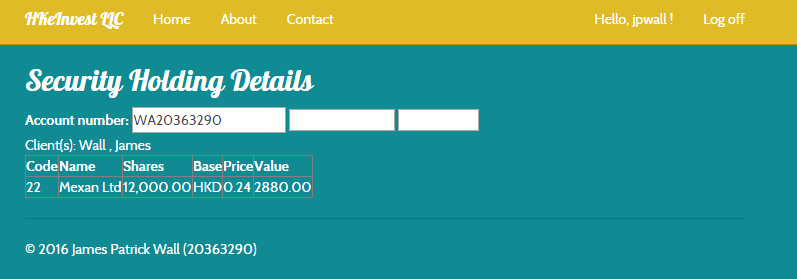 HKeInvest LLC Home About Contact Hello, jpwall ! Log off
Security Holding Details
Account number: WA20363290
Client(s): Wall , James
Code Name Shares Base Price Value
22 Mexan Ltd 12,000.00 HKD 0.24 2880.00
© 2016 James Patrick Wall (20363290)